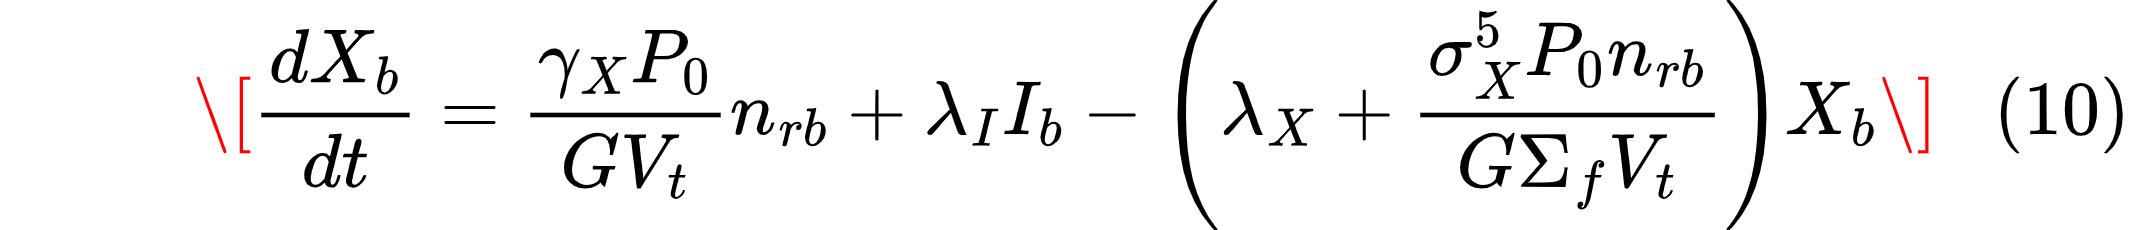 \[ \frac{dX_b}{dt} = \frac{\gamma_X P_0}{G V_t} n_{rb} + \lambda_I I_b - \left( \lambda_X + \frac{\sigma_X^5 P_0 n_{rb}}{G \Sigma_f V_t} \right) X_b \] (10)